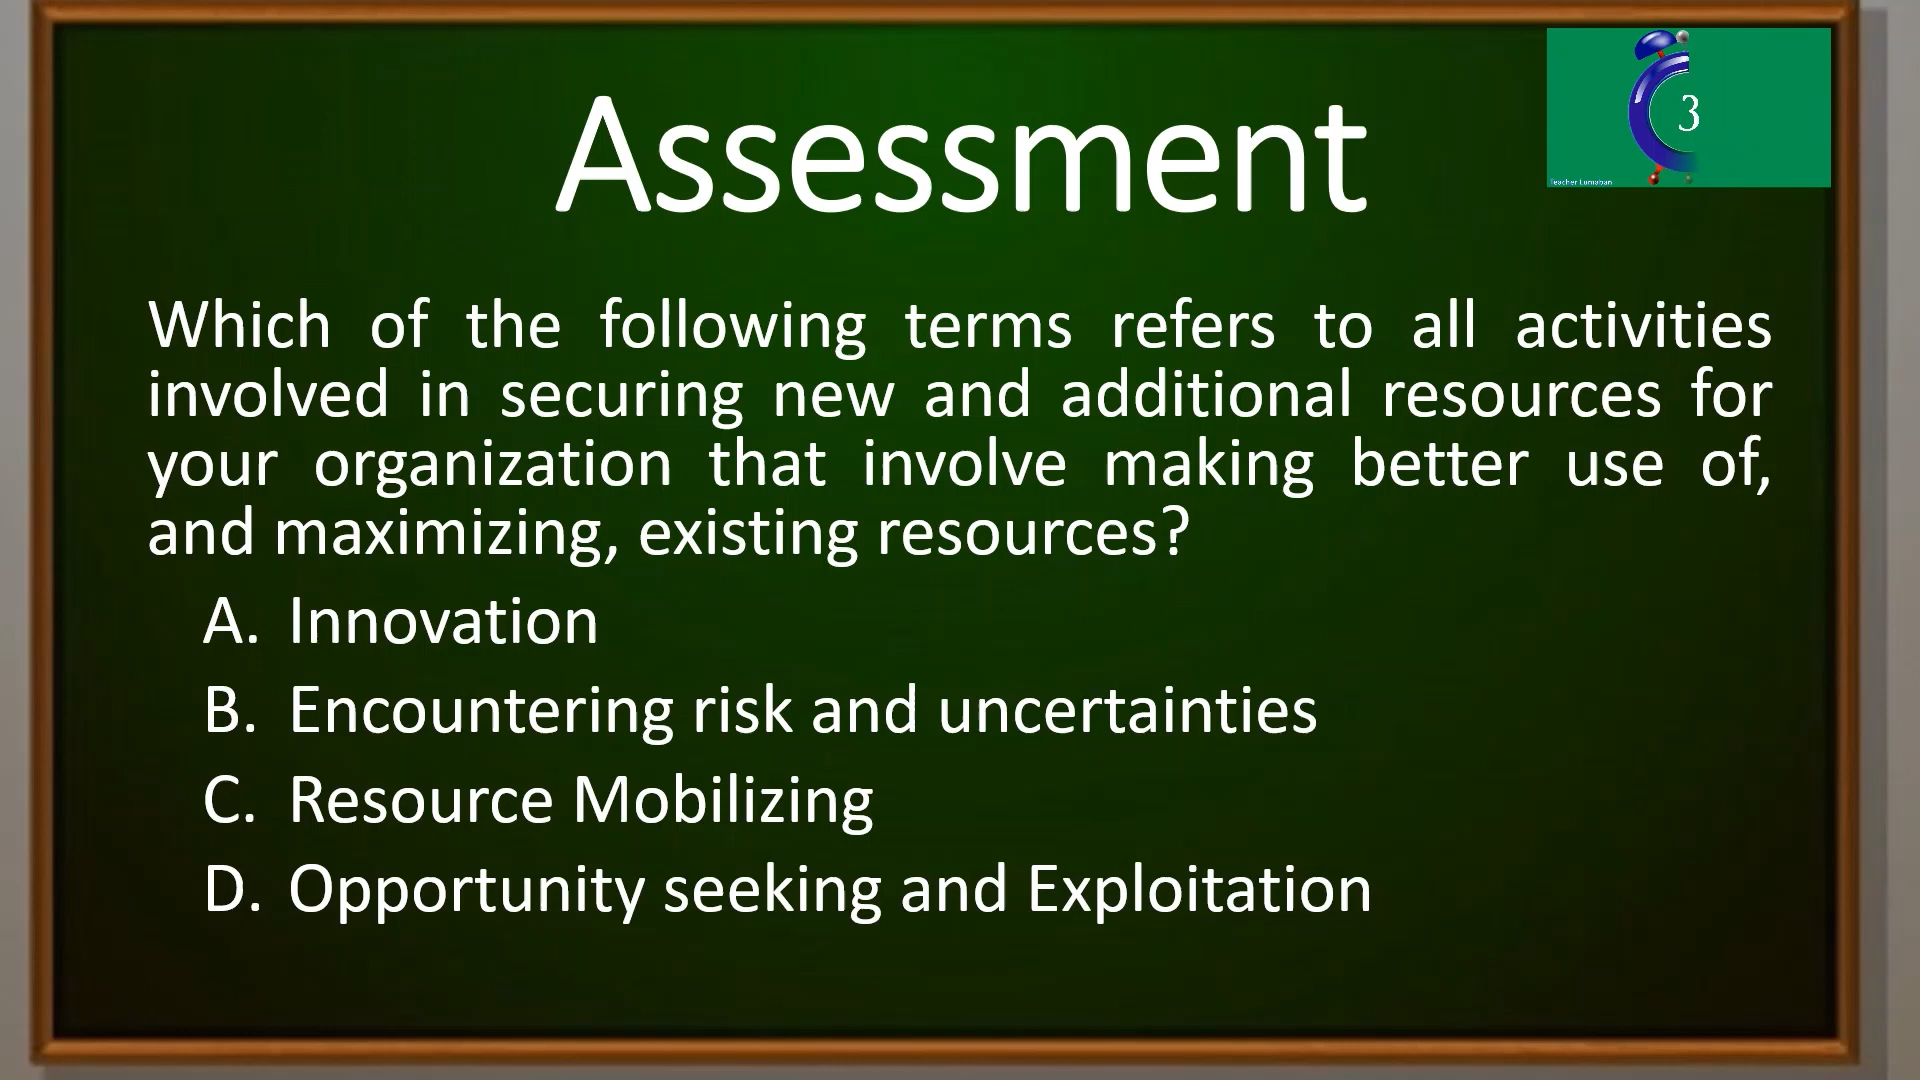 Assessment
3
Teacher Lumaban
Which of the following terms refers to all activities
involved in securing new and additional resources for
your organization that involve making better use of,
and maximizing, existing resources?
A. Innovation
B. Encountering risk and uncertainties
C. Resource Mobilizing
D. Opportunity seeking and Exploitation